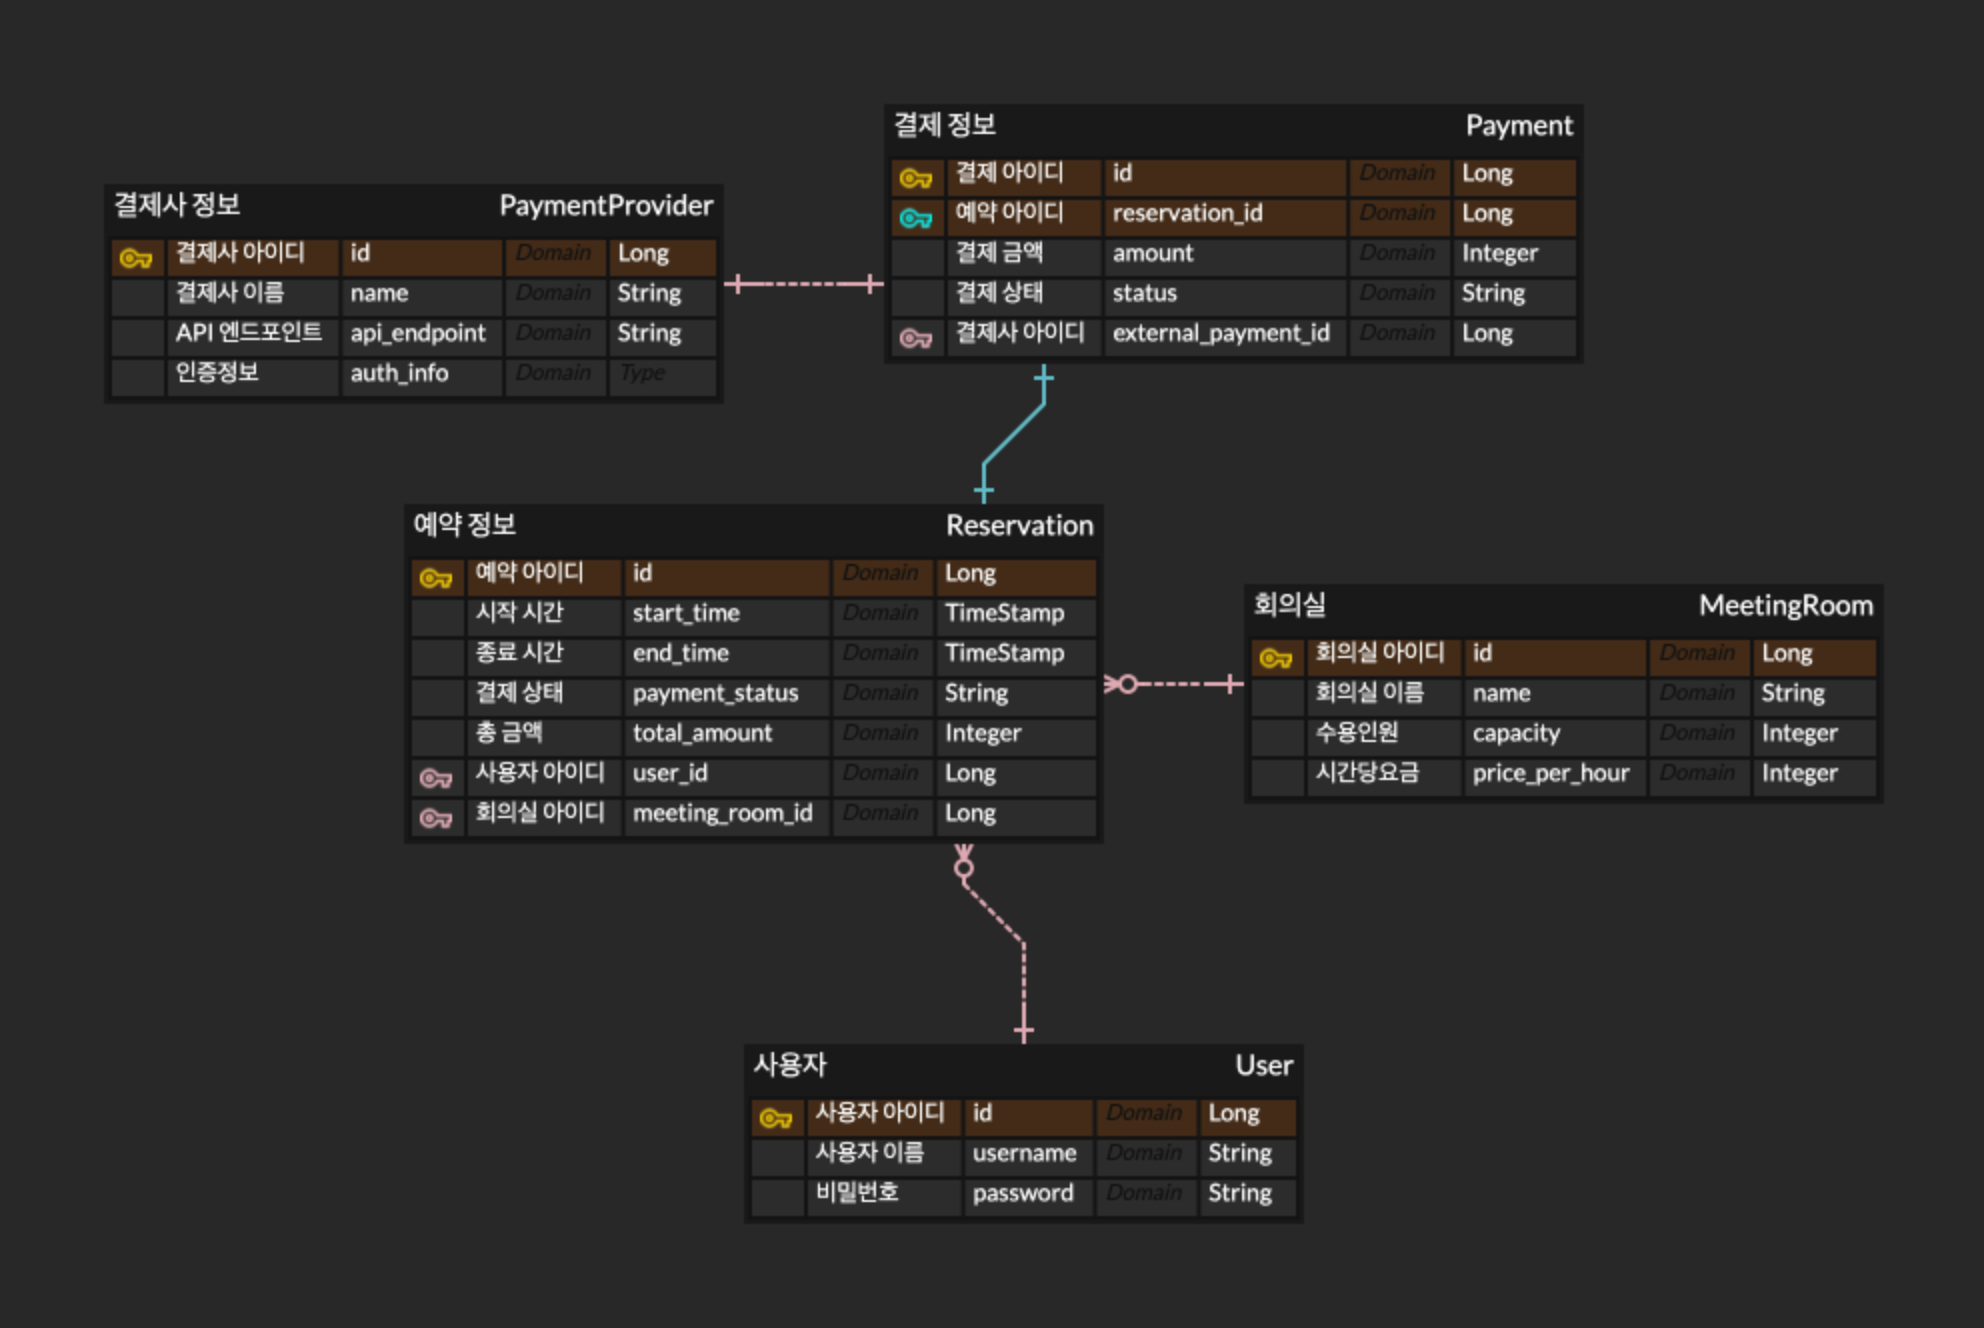 결제 정보 Payment
결제 아이디 id Domain Long
예약 아이디 reservation_id Domain Long
결제 금액 amount Domain Integer
결제 상태 status Domain String
결제사 아이디 external_payment_id Domain Long
결제사 정보 PaymentProvider
결제사 아이디 id Domain Long
결제사 이름 name Domain String
API 엔드포인트 api_endpoint Domain String
인증정보 auth_info Domain Type
예약 정보 Reservation
예약 아이디 id Domain Long
시작 시간 start_time Domain TimeStamp
종료 시간 end_time Domain TimeStamp
결제 상태 payment_status Domain String
총 금액 total_amount Domain Integer
사용자 아이디 user_id Domain Long
회의실 아이디 meeting_room_id Domain Long
회의실 MeetingRoom
회의실 아이디 id Domain Long
회의실 이름 name Domain String
수용인원 capacity Domain Integer
시간당요금 price_per_hour Domain Integer
사용자 User
사용자 아이디 id Domain Long
사용자 이름 username Domain String
비밀번호 password Domain String